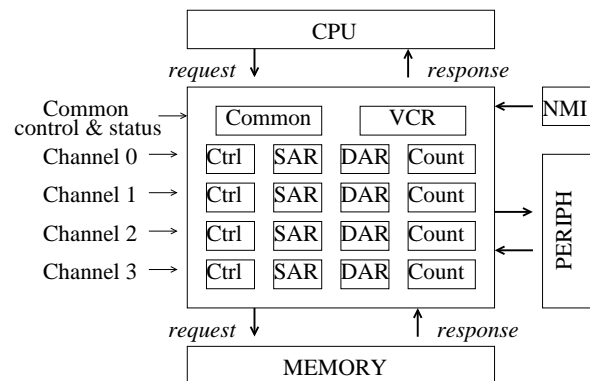 CPU
request
response
Common
control & status
Common
VCR
NMI
Channel 0
Ctrl SAR DAR Count
Channel 1
Ctrl SAR DAR Count
Channel 2
Ctrl SAR DAR Count
Channel 3
Ctrl SAR DAR Count
PERIPH
request
response
MEMORY